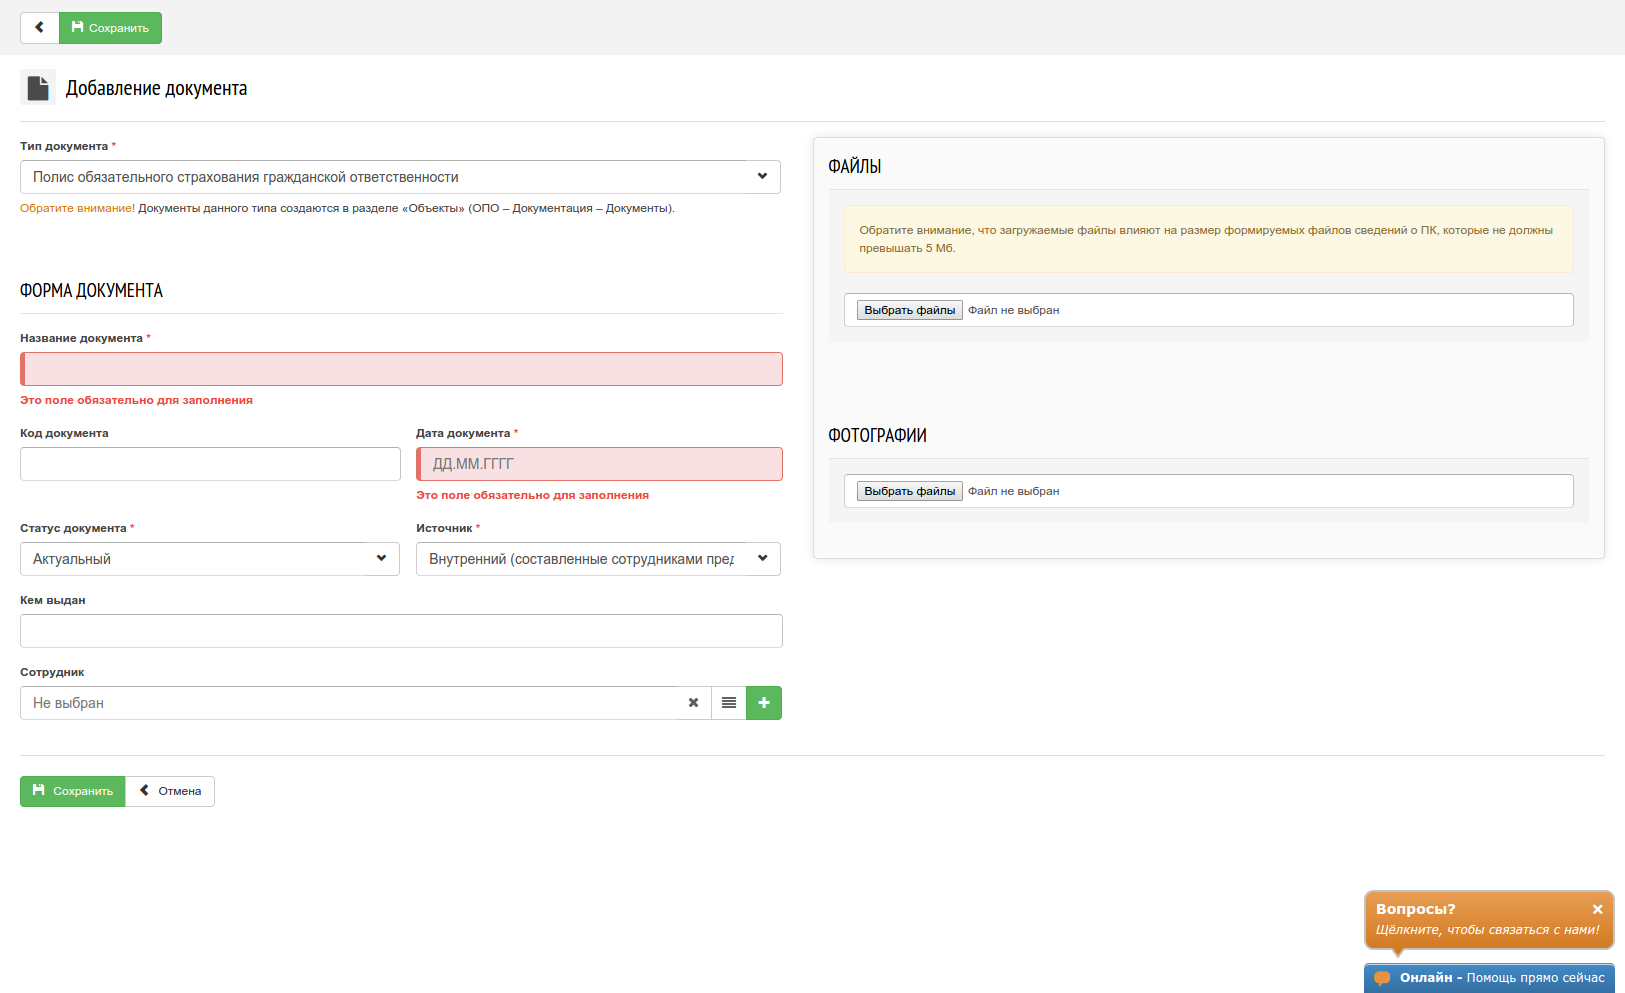 Сохранить
Добавление документа
Тип документа *
Полис обязательного страхования гражданской ответственности
Обратите внимание! Документы данного типа создаются в разделе «Объекты» (ОПО – Документация – Документы).
ФОРМА ДОКУМЕНТА
Название документа *
Это поле обязательно для заполнения
Код документа
Дата документа *
ДД.ММ.ГГГГ
Это поле обязательно для заполнения
Статус документа *
Актуальный
Источник *
Внутренний (составленные сотрудниками пред
Кем выдан
Сотрудник
Не выбран
Сохранить
Отмена
ФАЙЛЫ
Обратите внимание, что загружаемые файлы влияют на размер формируемых файлов сведений о ПК, которые не должны
превышать 5 Мб.
Выбрать файлы Файл не выбран
ФОТОГРАФИИ
Выбрать файлы Файл не выбран
Вопросы?
Щёлкните, чтобы связаться с нами!
Онлайн - Помощь прямо сейчас